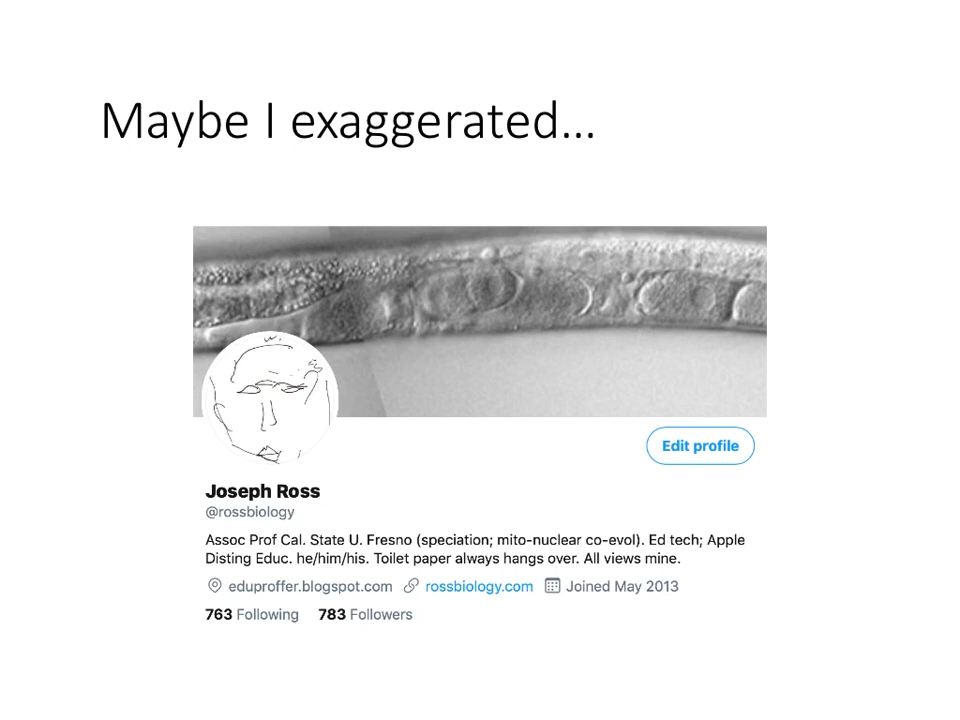 Maybe I exaggerated…
Edit profile
Joseph Ross
@rossbiology
Assoc Prof Cal. State U. Fresno (speciation; mito-nuclear co-evol). Ed tech; Apple
Disting Educ. he/him/his. Toilet paper always hangs over. All views mine.
eduproffer.blogspot.com rossbiology.com Joined May 2013
763 Following 783 Followers